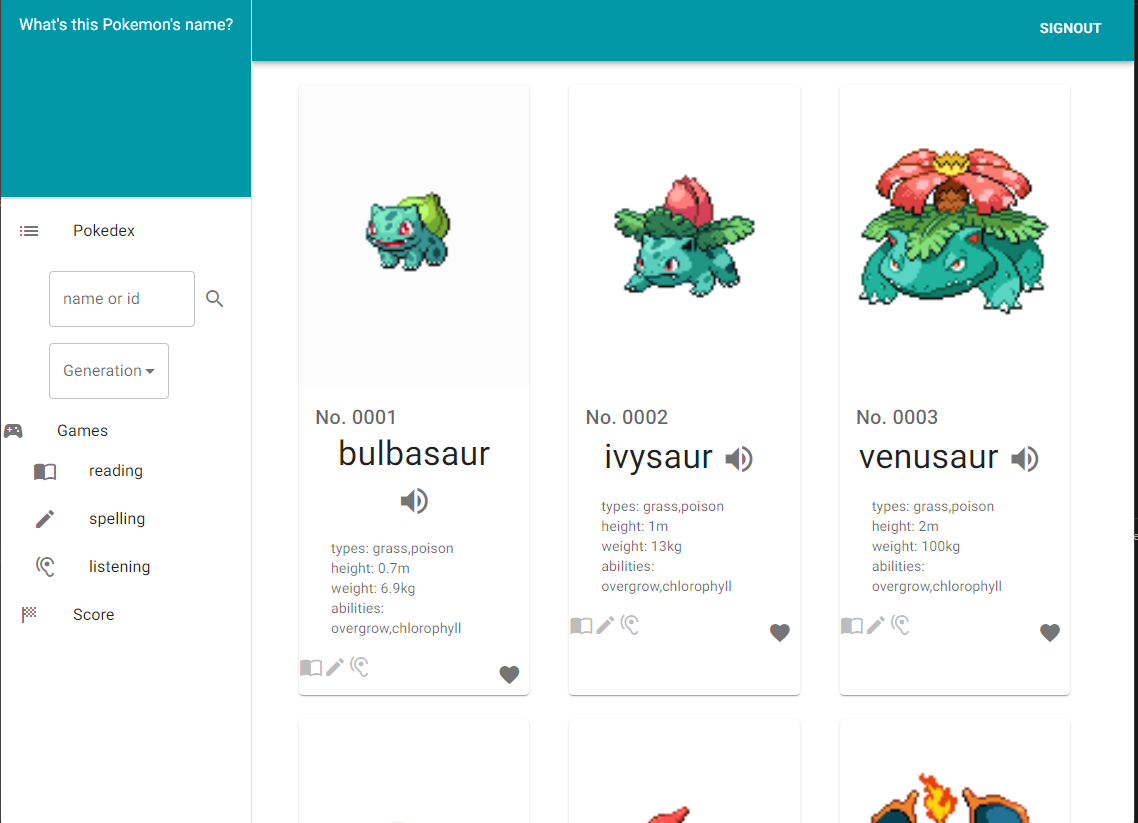 What's this Pokemon's name?
SIGNOUT
Pokedex
name or id
Generation
Games
reading
spelling
listening
Score
No. 0001
bulbasaur
types: grass,poison
height: 0.7m
weight: 6.9kg
abilities:
overgrow,chlorophyll
No. 0002
ivysaur
types: grass,poison
height: 1m
weight: 13kg
abilities:
overgrow,chlorophyll
No. 0003
venusaur
types: grass,poison
height: 2m
weight: 100kg
abilities:
overgrow,chlorophyll